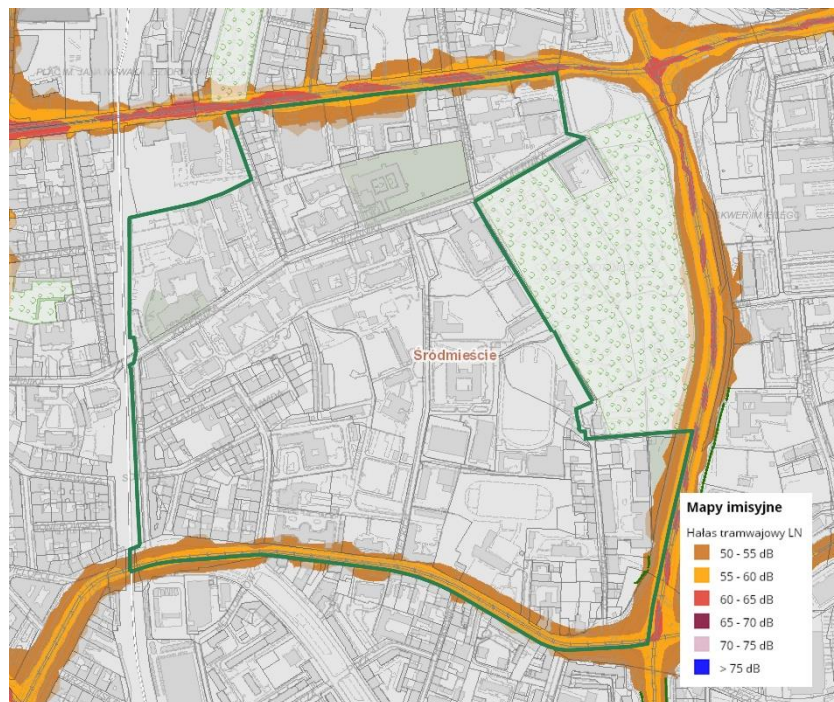 Śródmieście
Mapy imisyjne
Hałas tramwajowy LN
50 - 55 dB
55 - 60 dB
60 - 65 dB
65 - 70 dB
70 - 75 dB
> 75 dB